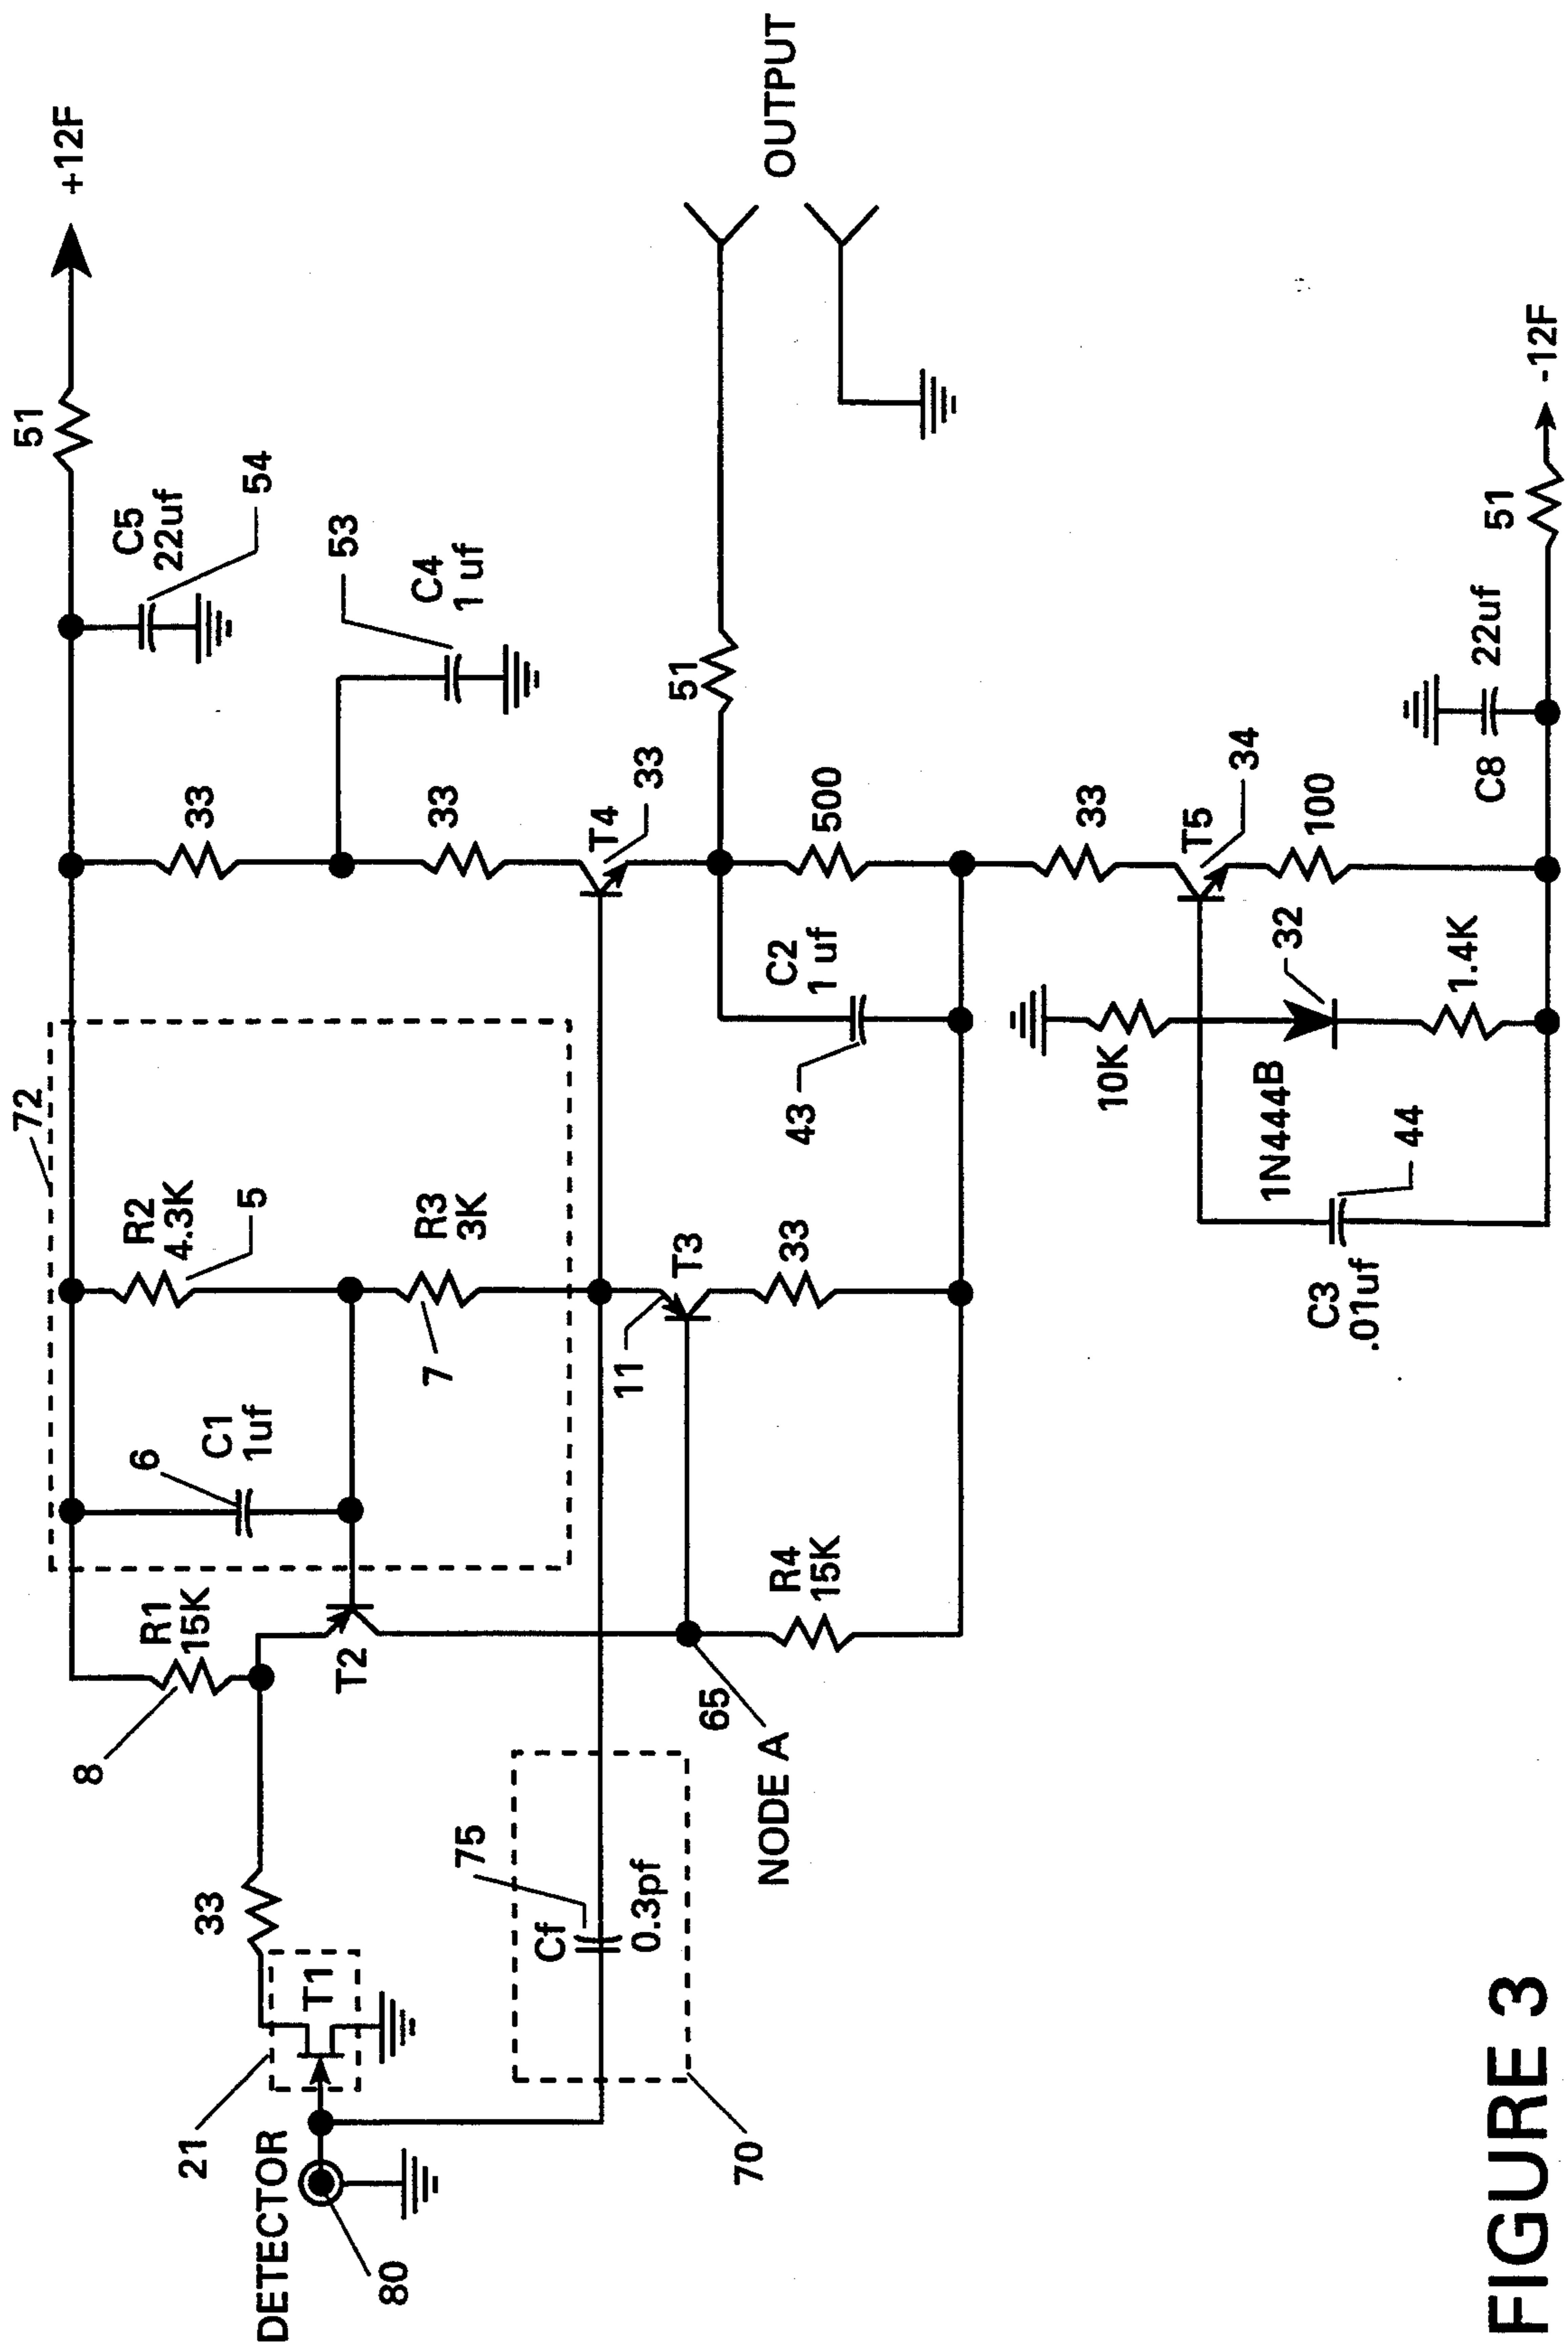 +12F
51
C5
22uf
54
53
C4
1 uf
33
33
T4
33
51
OUTPUT
72
R2
4.3K
5
R3
3K
7
C1
1uf
6
R1
15K
8
T2
33
T1
21
DETECTOR
80
Cf
0.3pf
75
70
65
NODE A
R4
15K
11
T3
33
C2
1 uf
43
500
33
T5
34
100
10K
1N444B
32
1.4K
44
C3
.01uf
C8
22uf
51
-12F
FIGURE 3